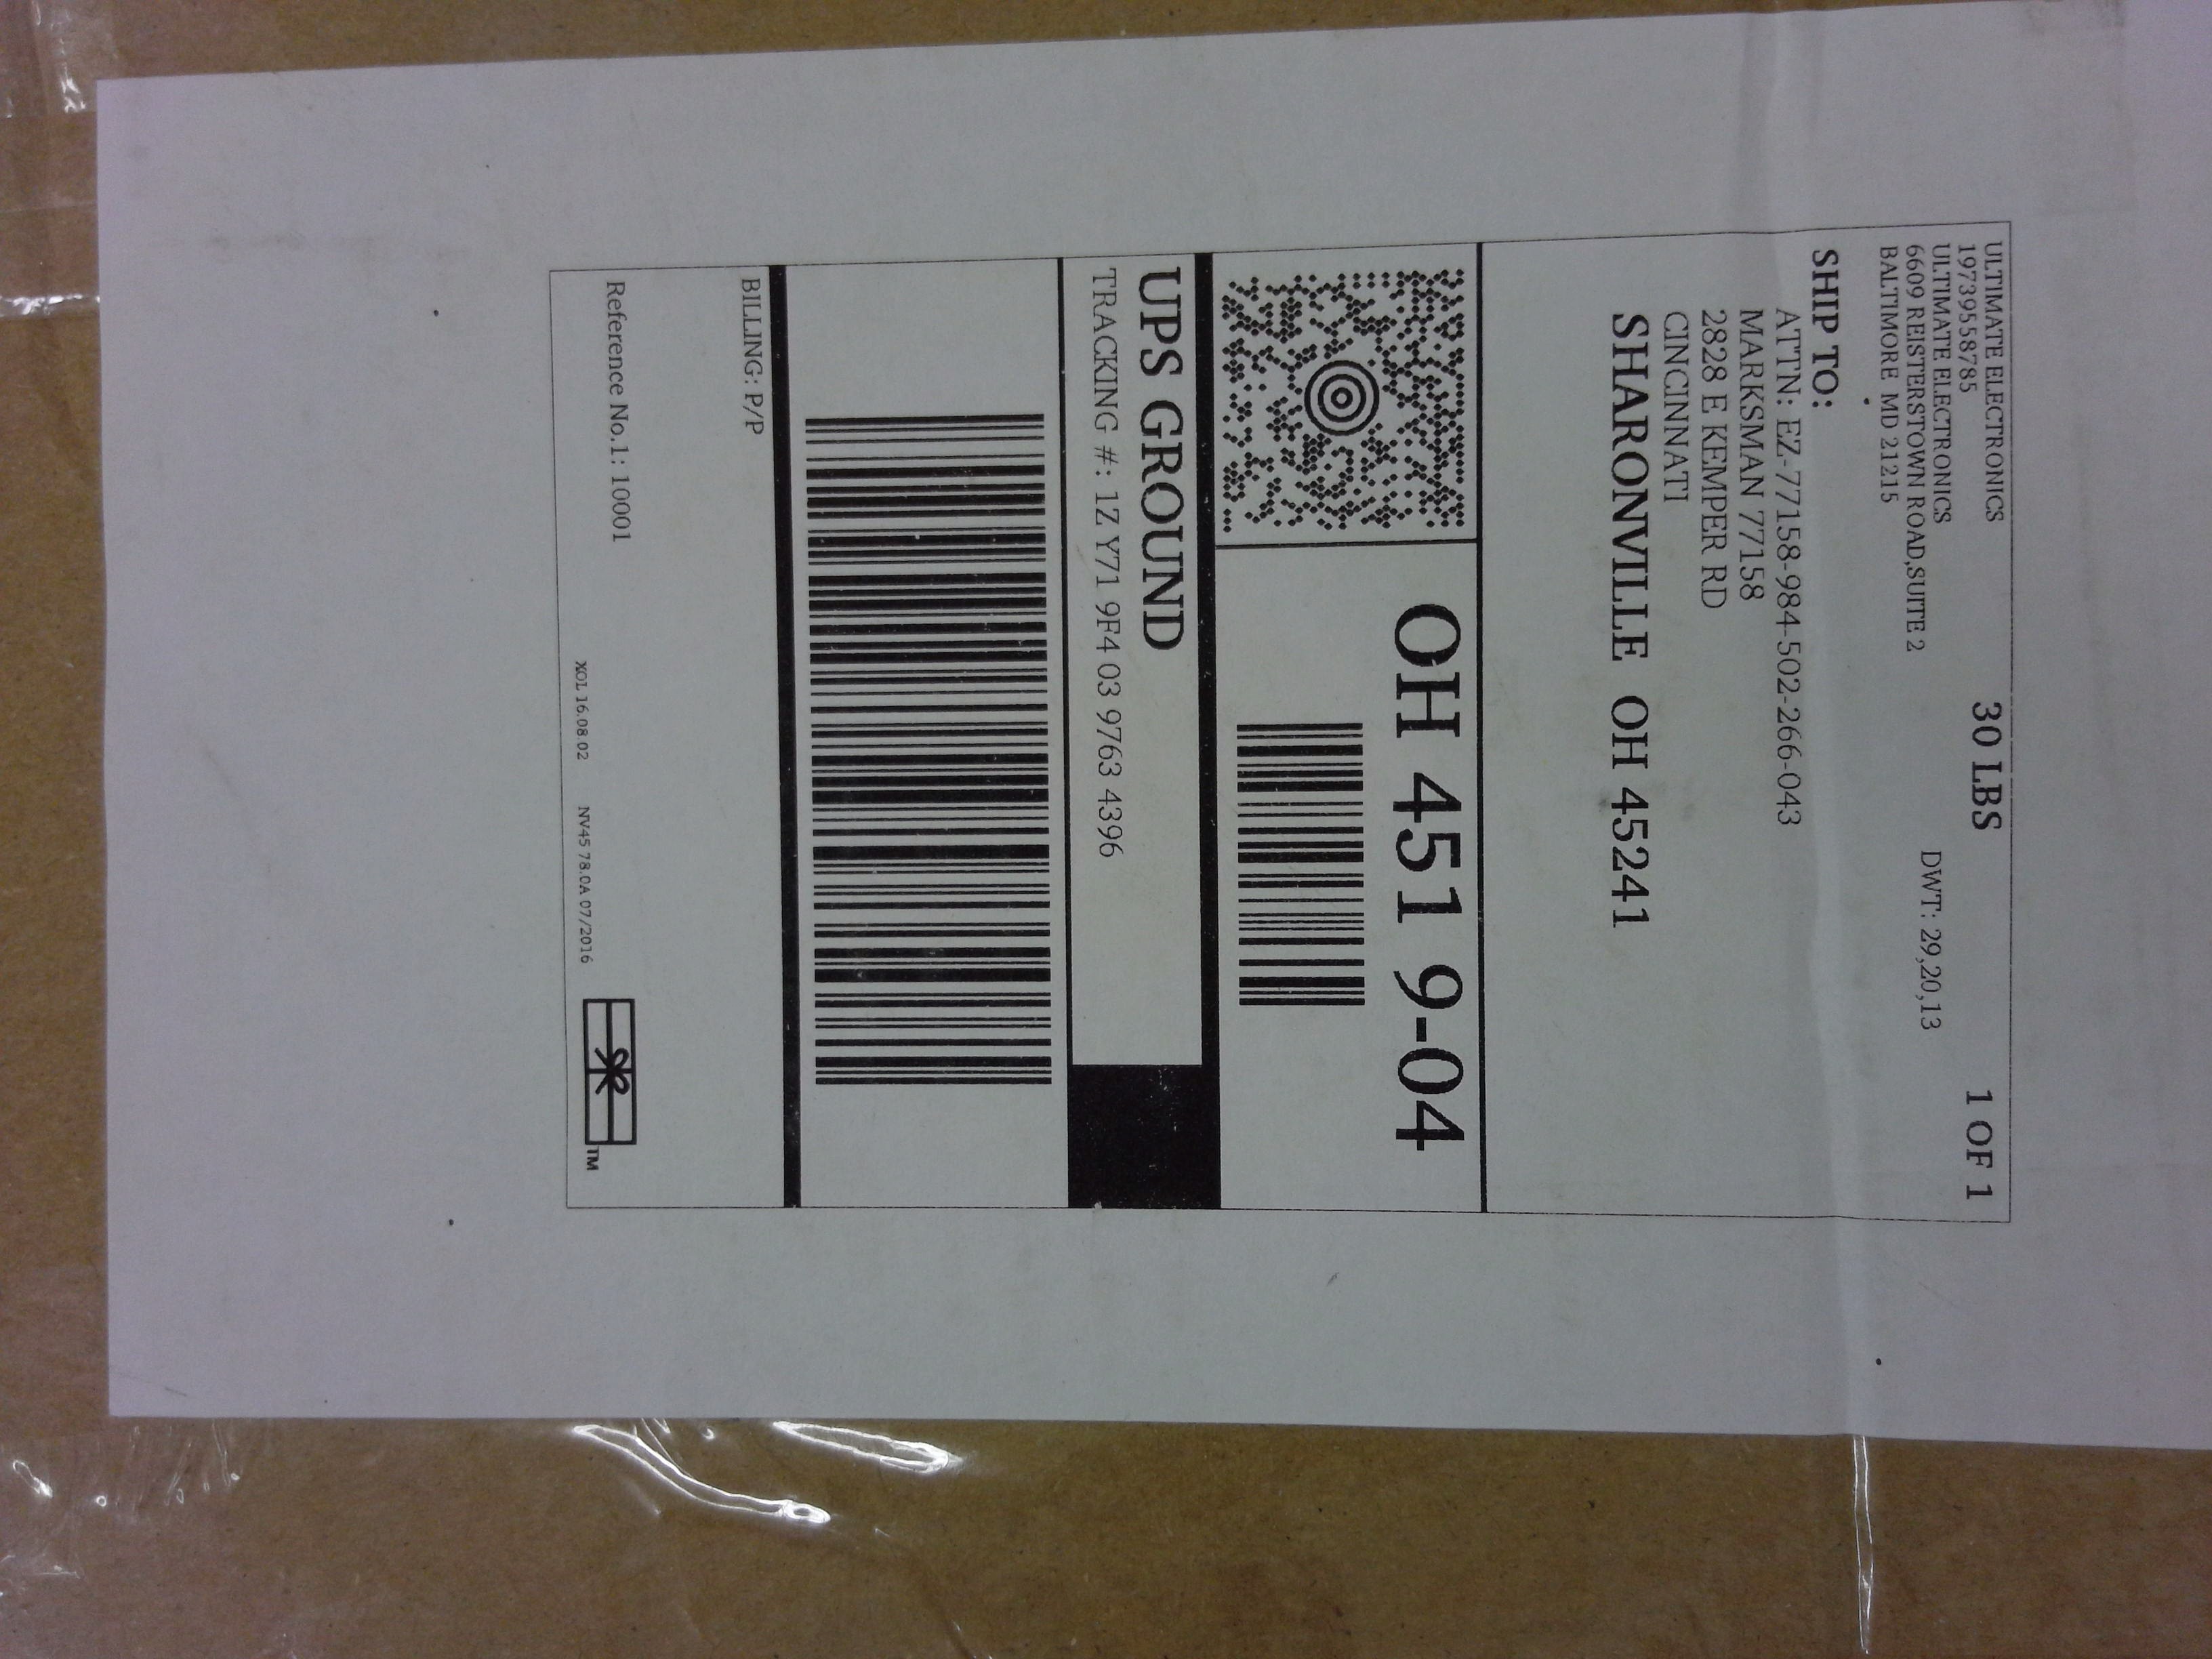 ULTIMATE ELECTRONICS
19739558785
ULTIMATE ELECTRONICS
6609 REISTERSTOWN ROAD,SUITE 2
BALTIMORE MD 21215
30 LBS
1 OF 1
DWT: 29,20,13
SHIP TO:
ATTN: EZ-77158-984-502-266-043
MARKSMAN 77158
2828 E KEMPER RD
CINCINNATI
SHARONVILLE OH 45241
OH 451 9-04
UPS GROUND
TRACKING #: 1Z Y71 9F4 03 9763 4396
BILLING: P/P
Reference No.1: 10001
XOL 16.08.02 NV45 78.0A 07/2016
TM